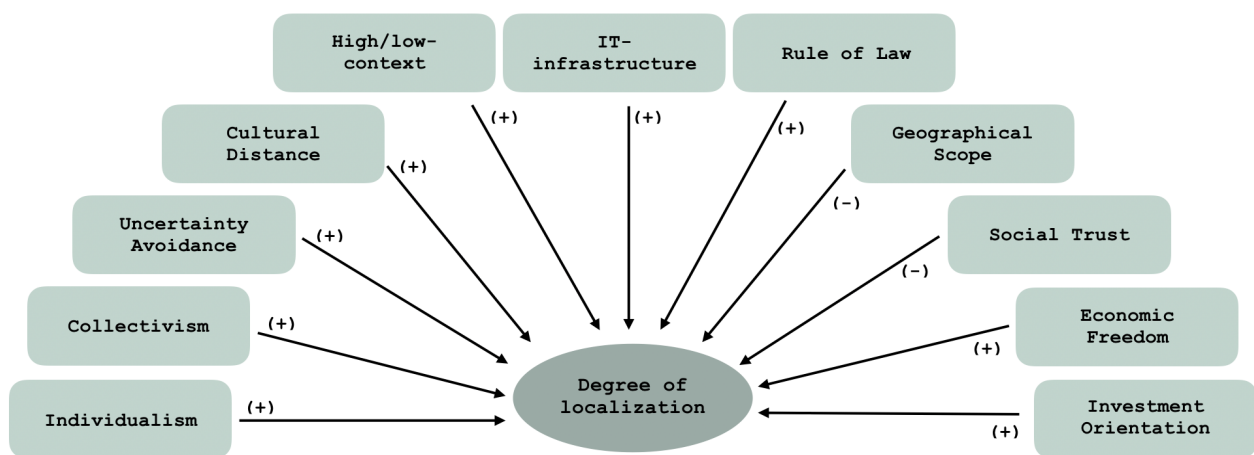 High/low-
context
IT-
infrastructure
Rule of Law
(+)
(+)
(+)
Cultural
Distance
(+)
Geographical
Scope
(-)
Uncertainty
Avoidance
(+)
Social Trust
(-)
Collectivism
(+)
Economic
Freedom
(+)
Individualism
(+)
Degree of
localization
Investment
Orientation
(+)